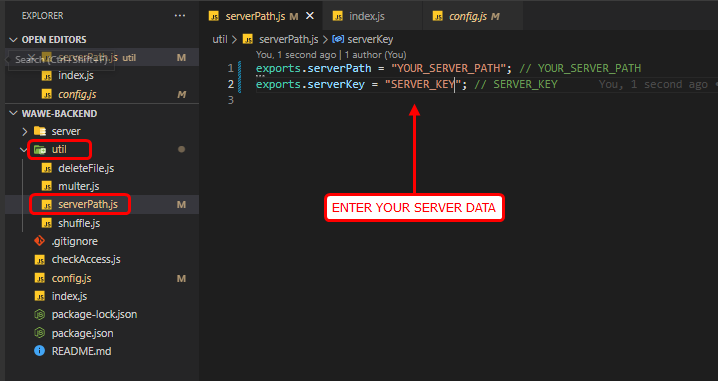 EXPLORER
OPEN EDITORS
serverPath.js util
Search (Ctrl+Shift+F)
index.js
config.js
WAWE-BACKEND
server
util
deleteFile.js
multer.js
serverPath.js M
shuffle.js
.gitignore
checkAccess.js
config.js M
index.js
package-lock.json
package.json
README.md
serverPath.js M
index.js
config.js M
util > serverPath.js > serverKey
You, 1 second ago | 1 author (You)
1 exports.serverPath = "YOUR_SERVER_PATH"; // YOUR_SERVER_PATH
2 exports.serverKey = "SERVER_KEY"; // SERVER_KEY You, 1 second ago •
3
ENTER YOUR SERVER DATA